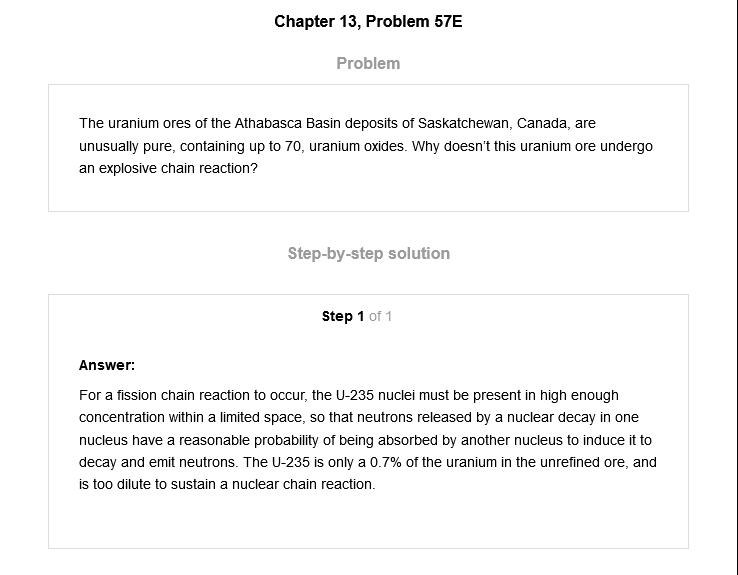 Chapter 13, Problem 57E
Problem
The uranium ores of the Athabasca Basin deposits of Saskatchewan, Canada, are
unusually pure, containing up to 70, uranium oxides. Why doesn’t this uranium ore undergo
an explosive chain reaction?
Step-by-step solution
Step 1 of 1
Answer:
For a fission chain reaction to occur, the U-235 nuclei must be present in high enough
concentration within a limited space, so that neutrons released by a nuclear decay in one
nucleus have a reasonable probability of being absorbed by another nucleus to induce it to
decay and emit neutrons. The U-235 is only a 0.7% of the uranium in the unrefined ore, and
is too dilute to sustain a nuclear chain reaction.